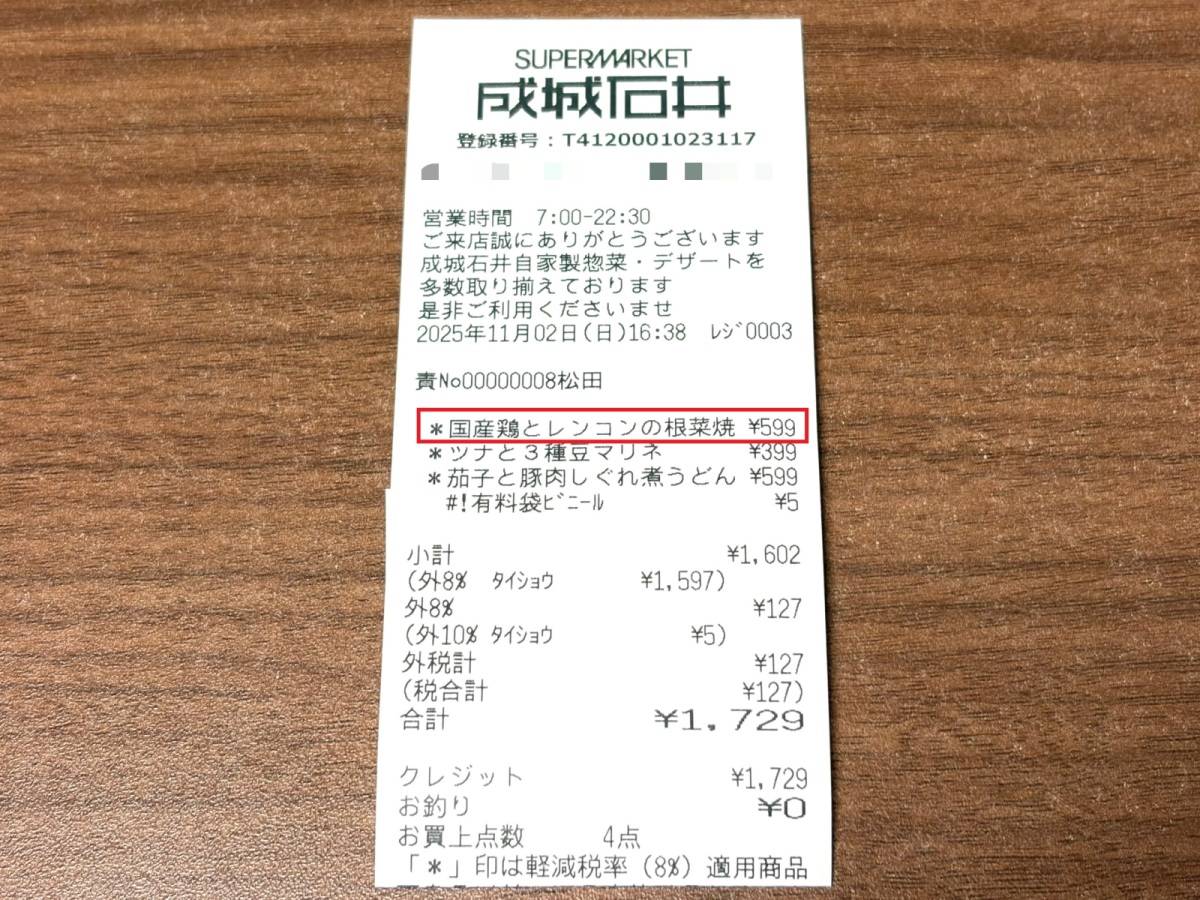 SUPERMARKET
成城石井
登録番号：T4120001023117
営業時間 7:00-22:30
ご来店誠にありがとうございます
成城石井自家製惣菜・デザートを
多数取り揃えております
是非ご利用くださいませ
2025年11月02日(日)16:38 ﾚｼﾞ0003
責No00000008松田
＊国産鶏とレンコンの根菜焼 ¥599
＊ツナと３種豆マリネ ¥399
＊茄子と豚肉しぐれ煮うどん ¥599
#!有料袋ﾋﾞﾆｰﾙ ¥5
小計 ¥1,602
(外8% ﾀｲｼｮｳ ¥1,597)
外8% ¥127
(外10% ﾀｲｼｮｳ ¥5)
外税計 ¥127
(税合計 ¥127)
合計 ¥1,729
クレジット ¥1,729
お釣り ¥0
お買上点数 4点
「＊」印は軽減税率(8%)適用商品